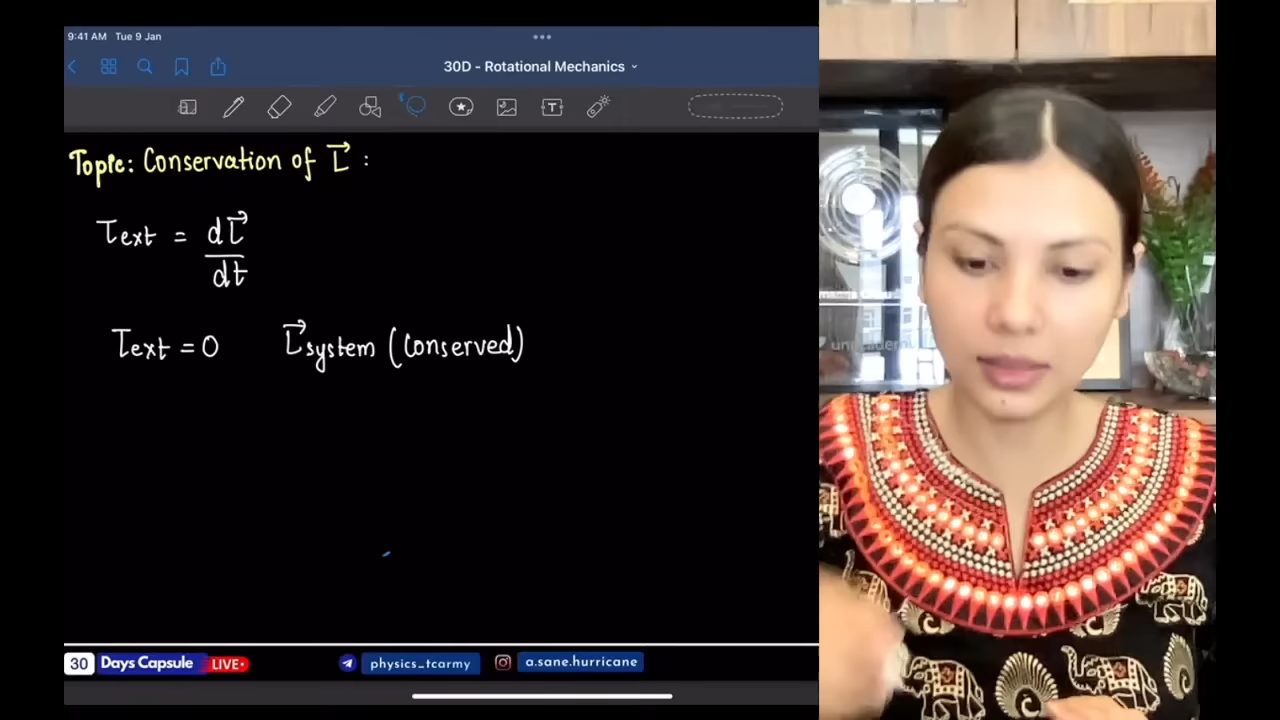 9:41 AM Tue 9 Jan
30D - Rotational Mechanics
Topic: Conservation of L⃗ :
τext = dL⃗/dt
τext = 0 L⃗system (conserved)
30 Days Capsule LIVE physics_tcarmy a.sane.hurricane